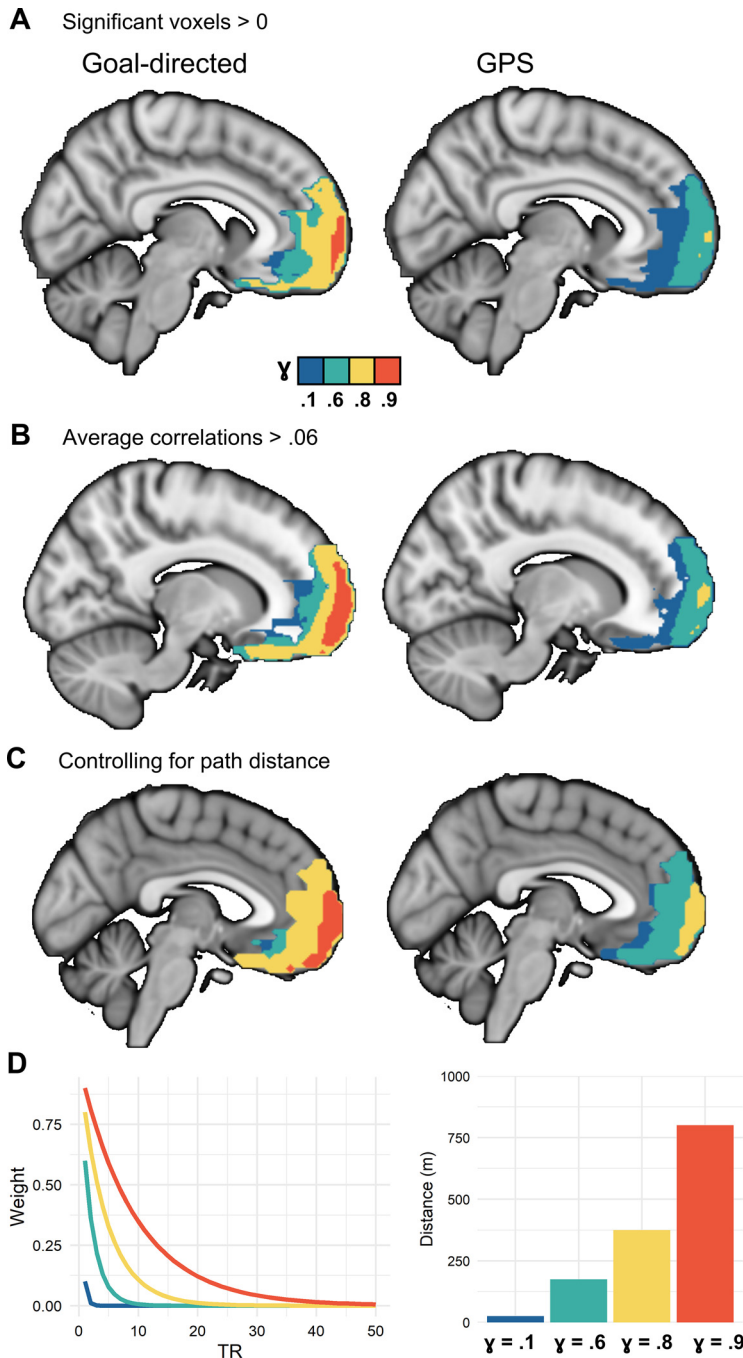 A Significant voxels > 0
Goal-directed GPS
Ɣ
.1 .6 .8 .9
B Average correlations > .06
C Controlling for path distance
D
Weight
0.75
0.50
0.25
0.00
0 10 20 30 40 50
TR
Distance (m)
1000
750
500
250
0
Ɣ = .1 Ɣ = .6 Ɣ = .8 Ɣ = .9